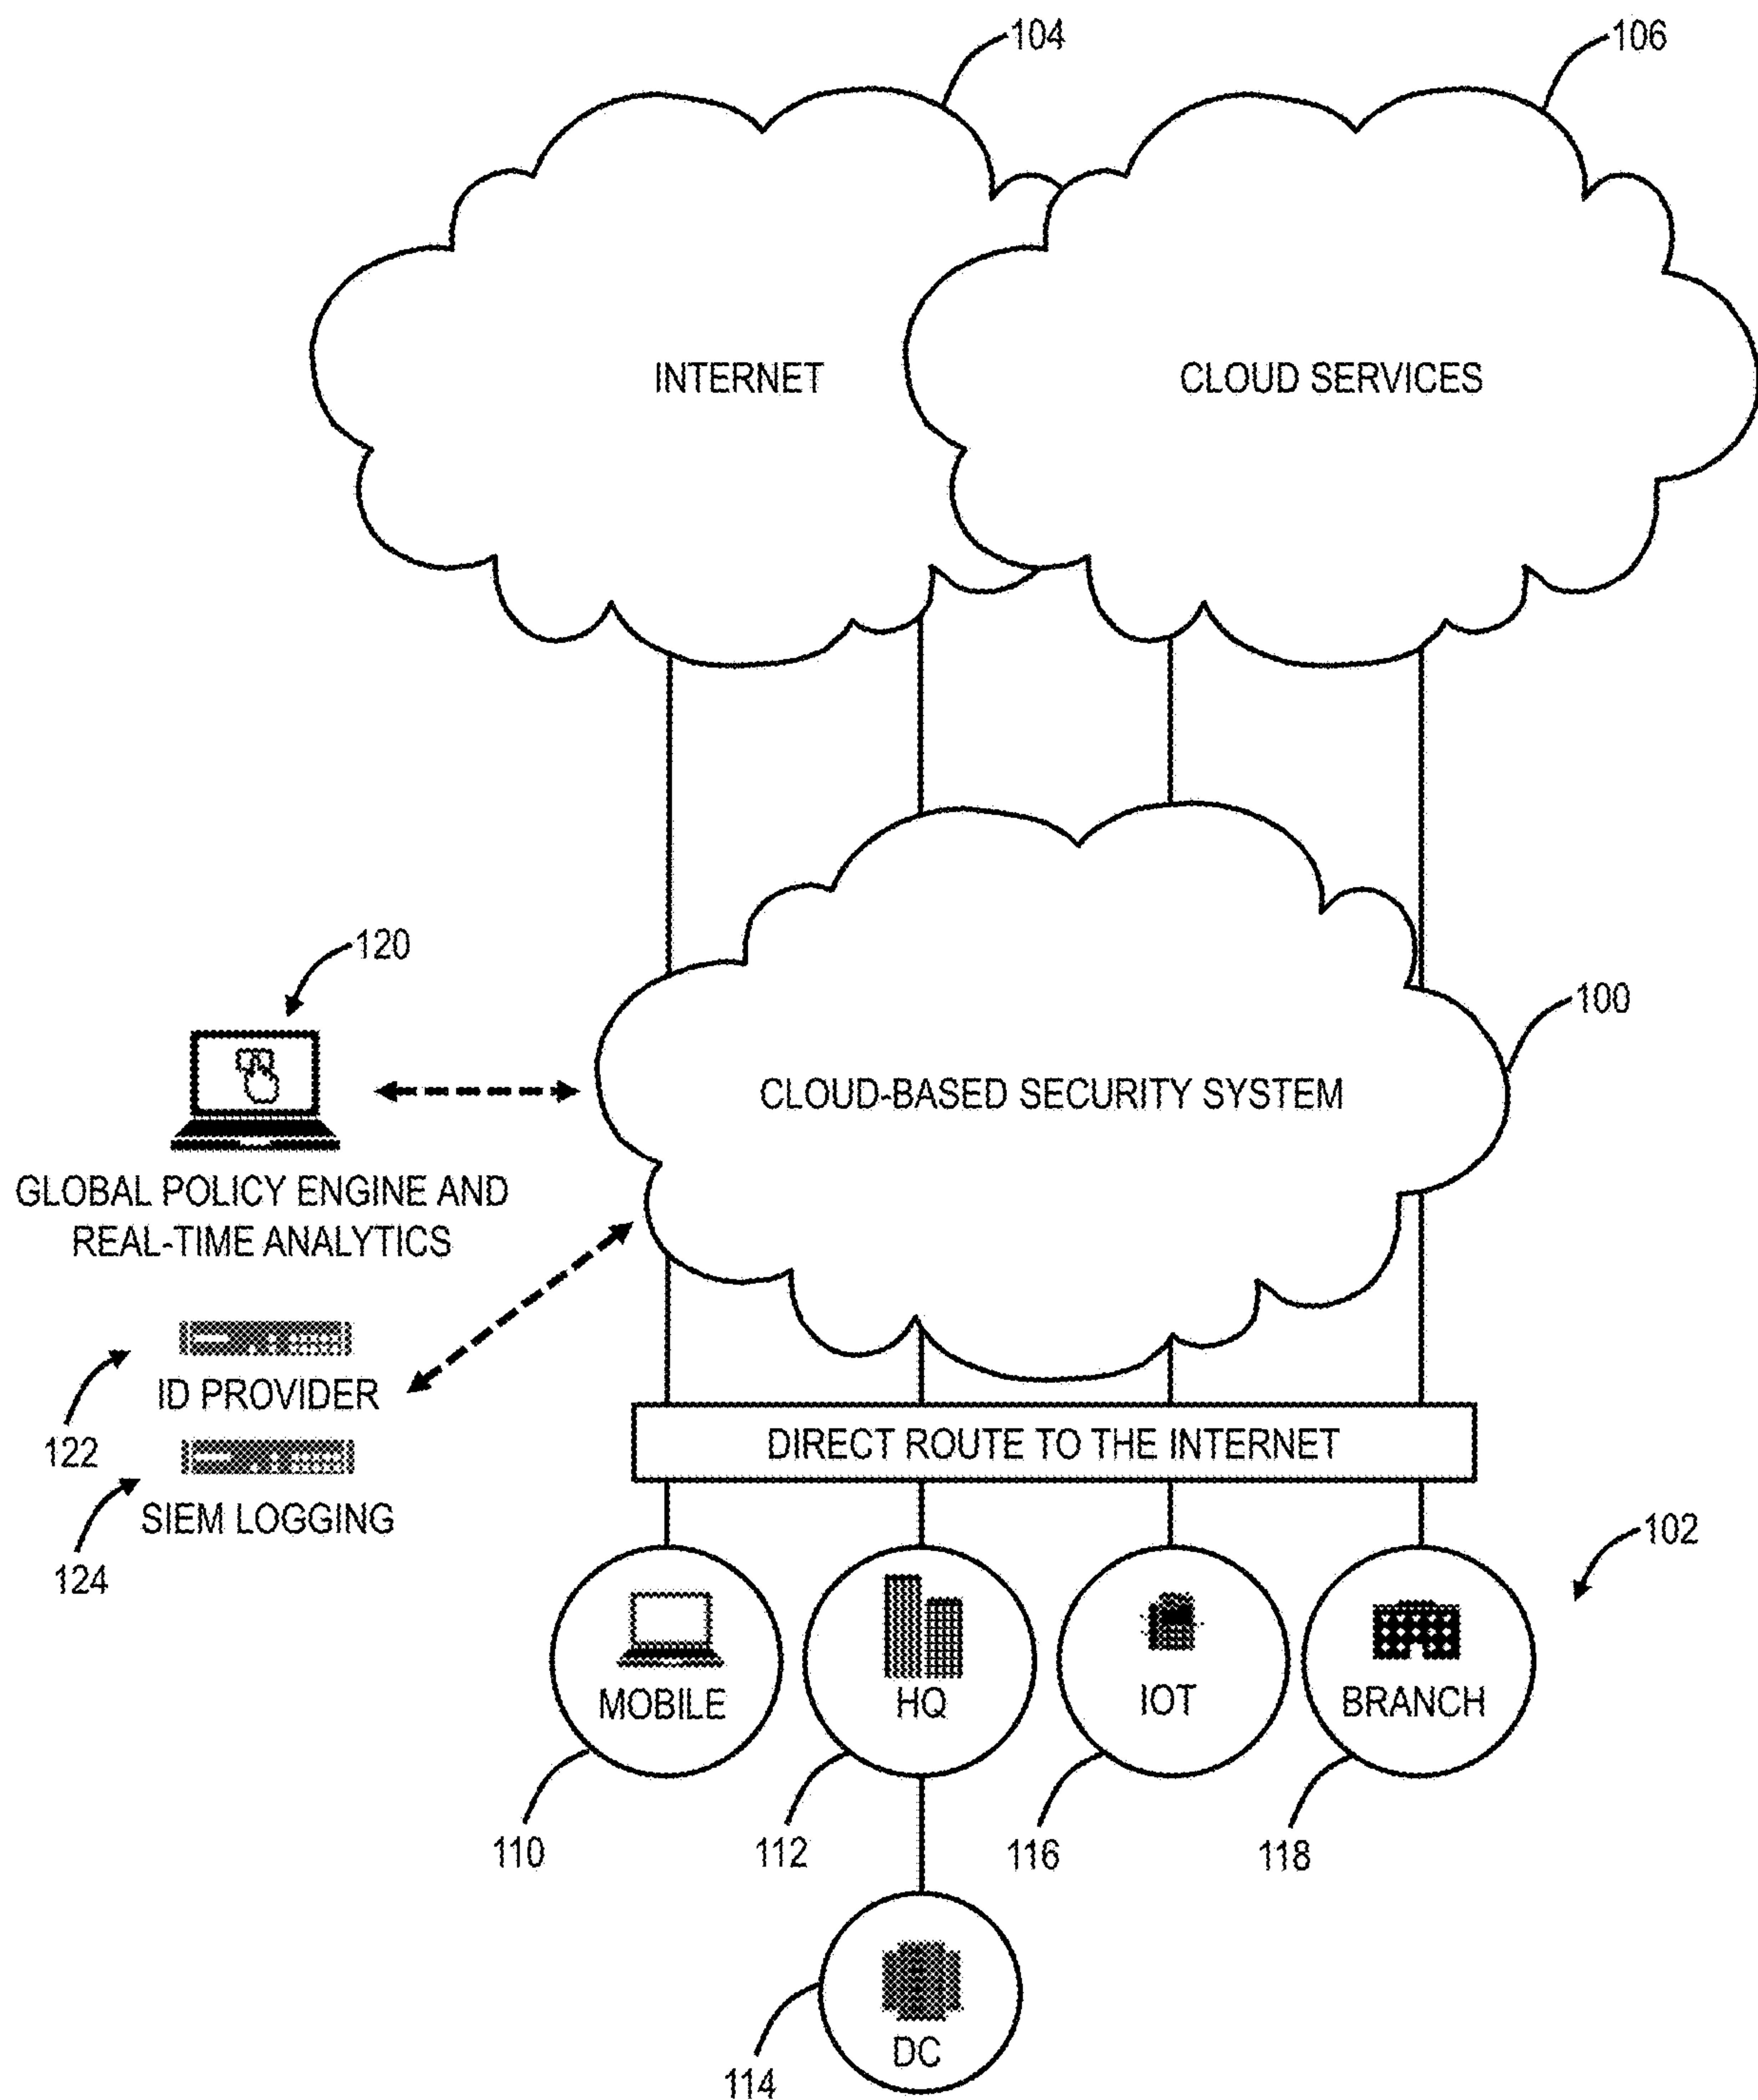 104
106
INTERNET
CLOUD SERVICES
120
100
CLOUD-BASED SECURITY SYSTEM
GLOBAL POLICY ENGINE AND
REAL-TIME ANALYTICS
ID PROVIDER
122
DIRECT ROUTE TO THE INTERNET
SIEM LOGGING
124
102
MOBILE
HQ
IOT
BRANCH
110
112
116
118
DC
114